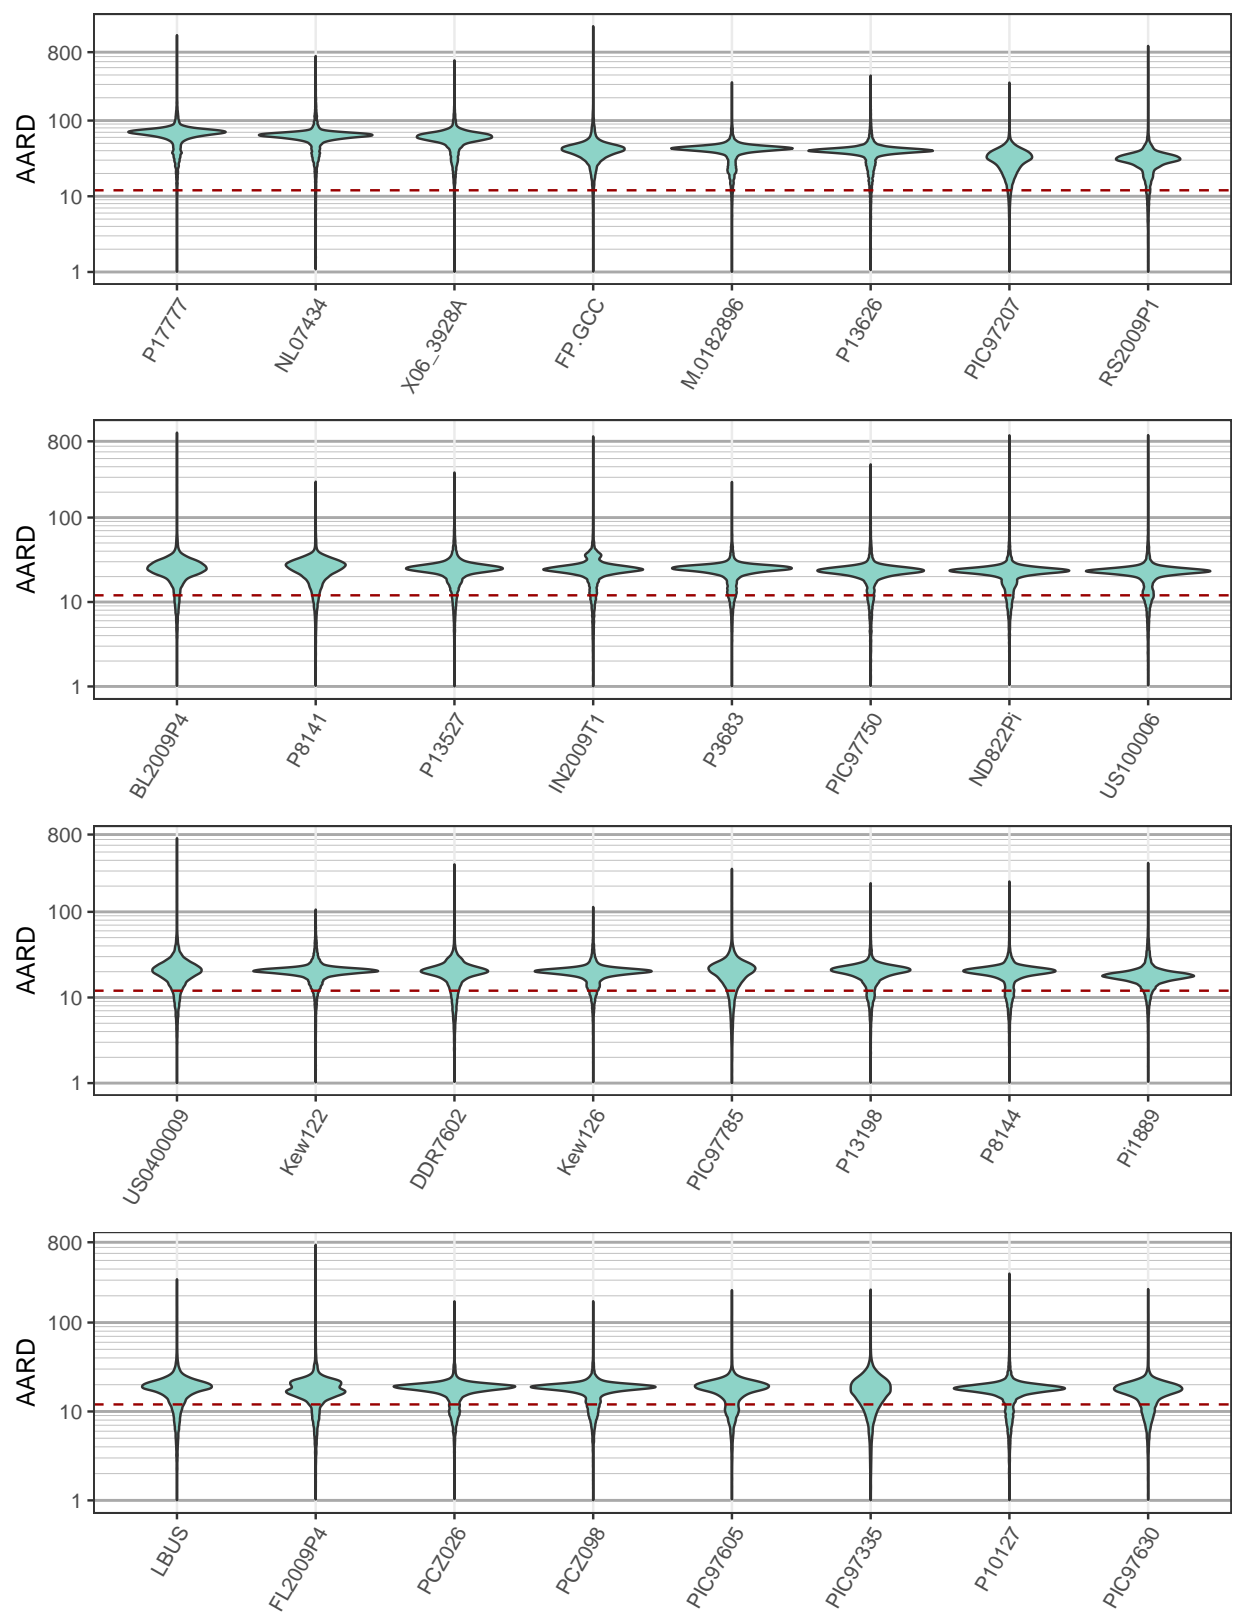 AARD
800
100
10
1
P17777 NL07434 X06_3928A FP.GCC M.0182896 P13626 PIC97207 RS2009P1
AARD
800
100
10
1
BL2009P4 P8141 P13527 IN2009T1 P3683 PIC97750 ND822Pi US100006
AARD
800
100
10
1
US0400009 Kew122 DDR7602 Kew126 PIC97785 P13198 P8144 Pi1889
AARD
800
100
10
1
LBUS FL2009P4 PCZ026 PCZ098 PIC97605 PIC97335 P10127 PIC97630